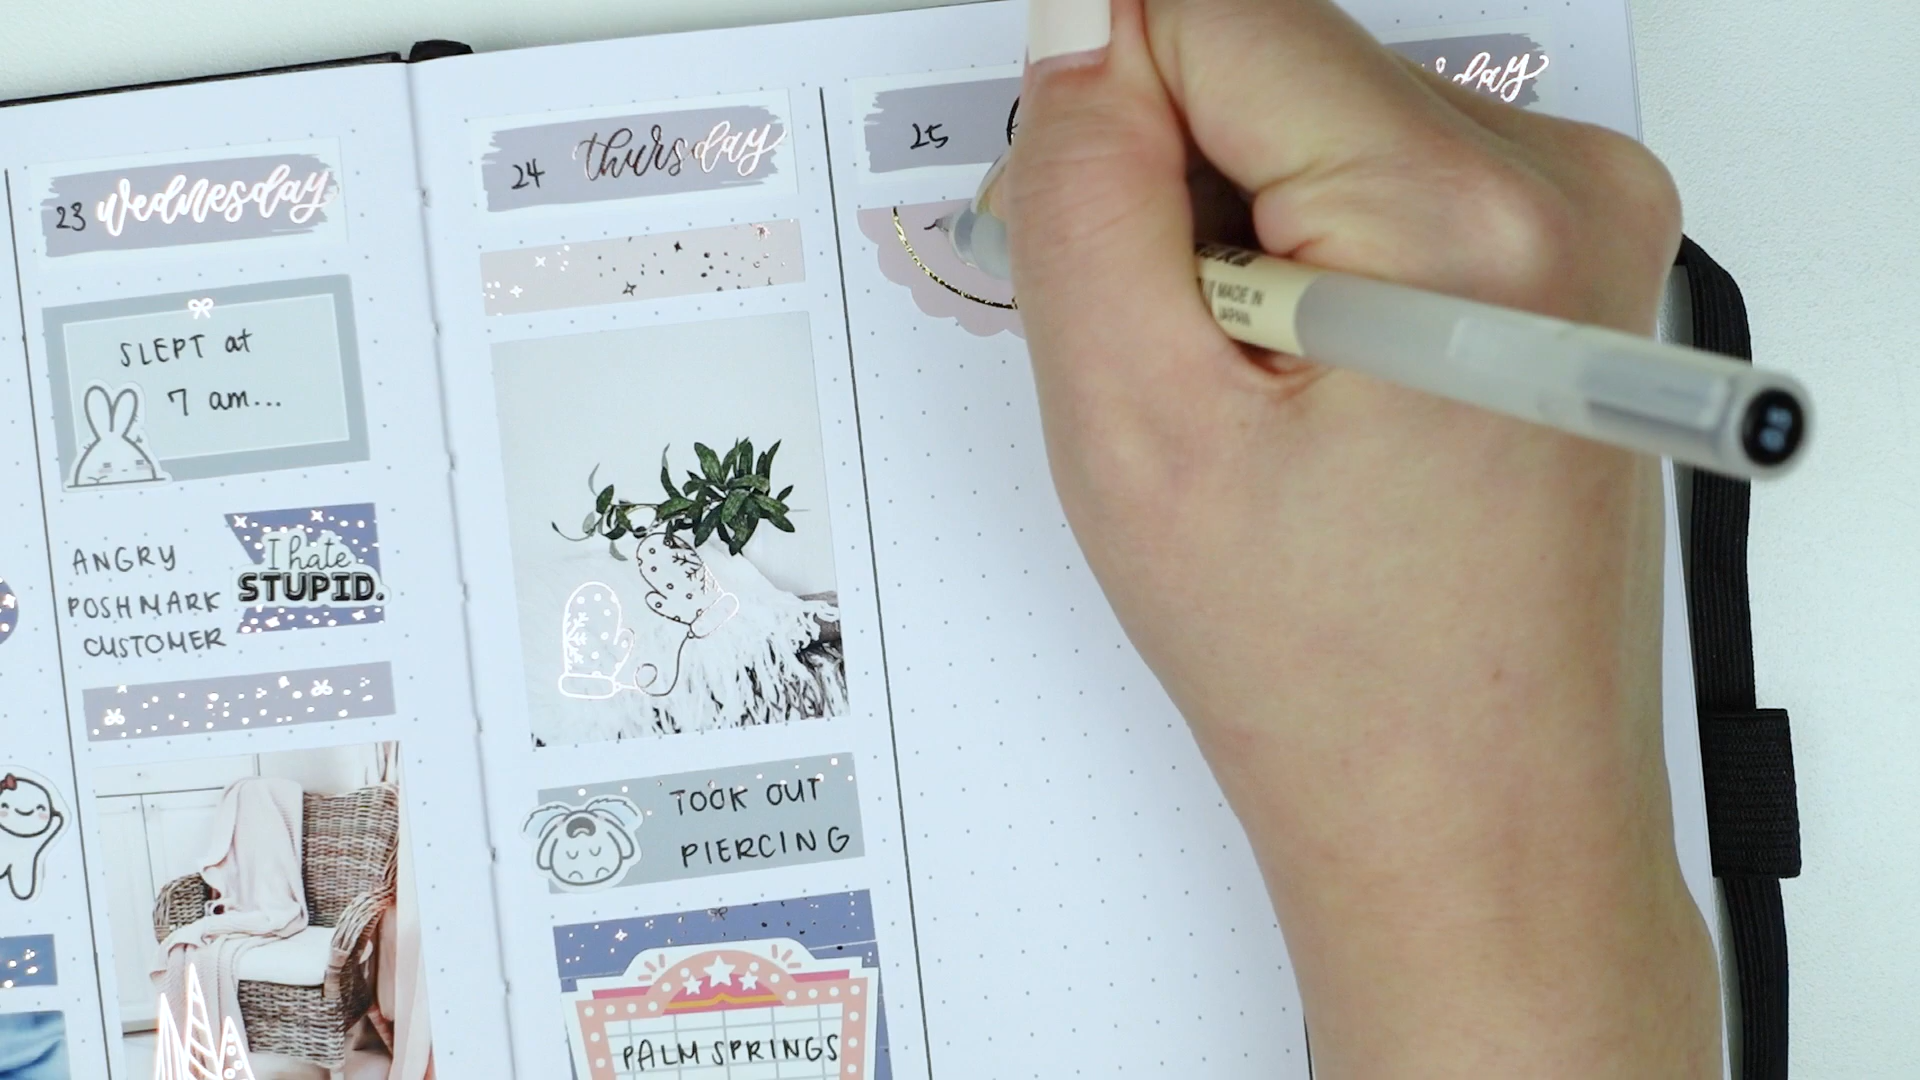 23 wednesday
SLEPT at
7 am...
ANGRY
POSHMARK
CUSTOMER
I hate
STUPID.
24 thursday
TOOK OUT
PIERCING
PALM SPRINGS
25
day
MADE IN
JAPAN